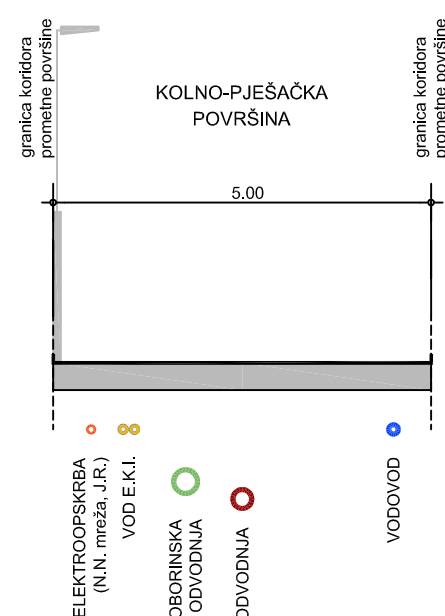 granica koridora
prometne površine
KOLNO-PJEŠAČKA
POVRŠINA
granica koridora
prometne površine
5.00
ELEKTROOPSKRBA
(N.N. mreža, J.R.)
VOD E.K.I.
OBORINSKA
ODVODNJA
ODVODNJA
VODOVOD